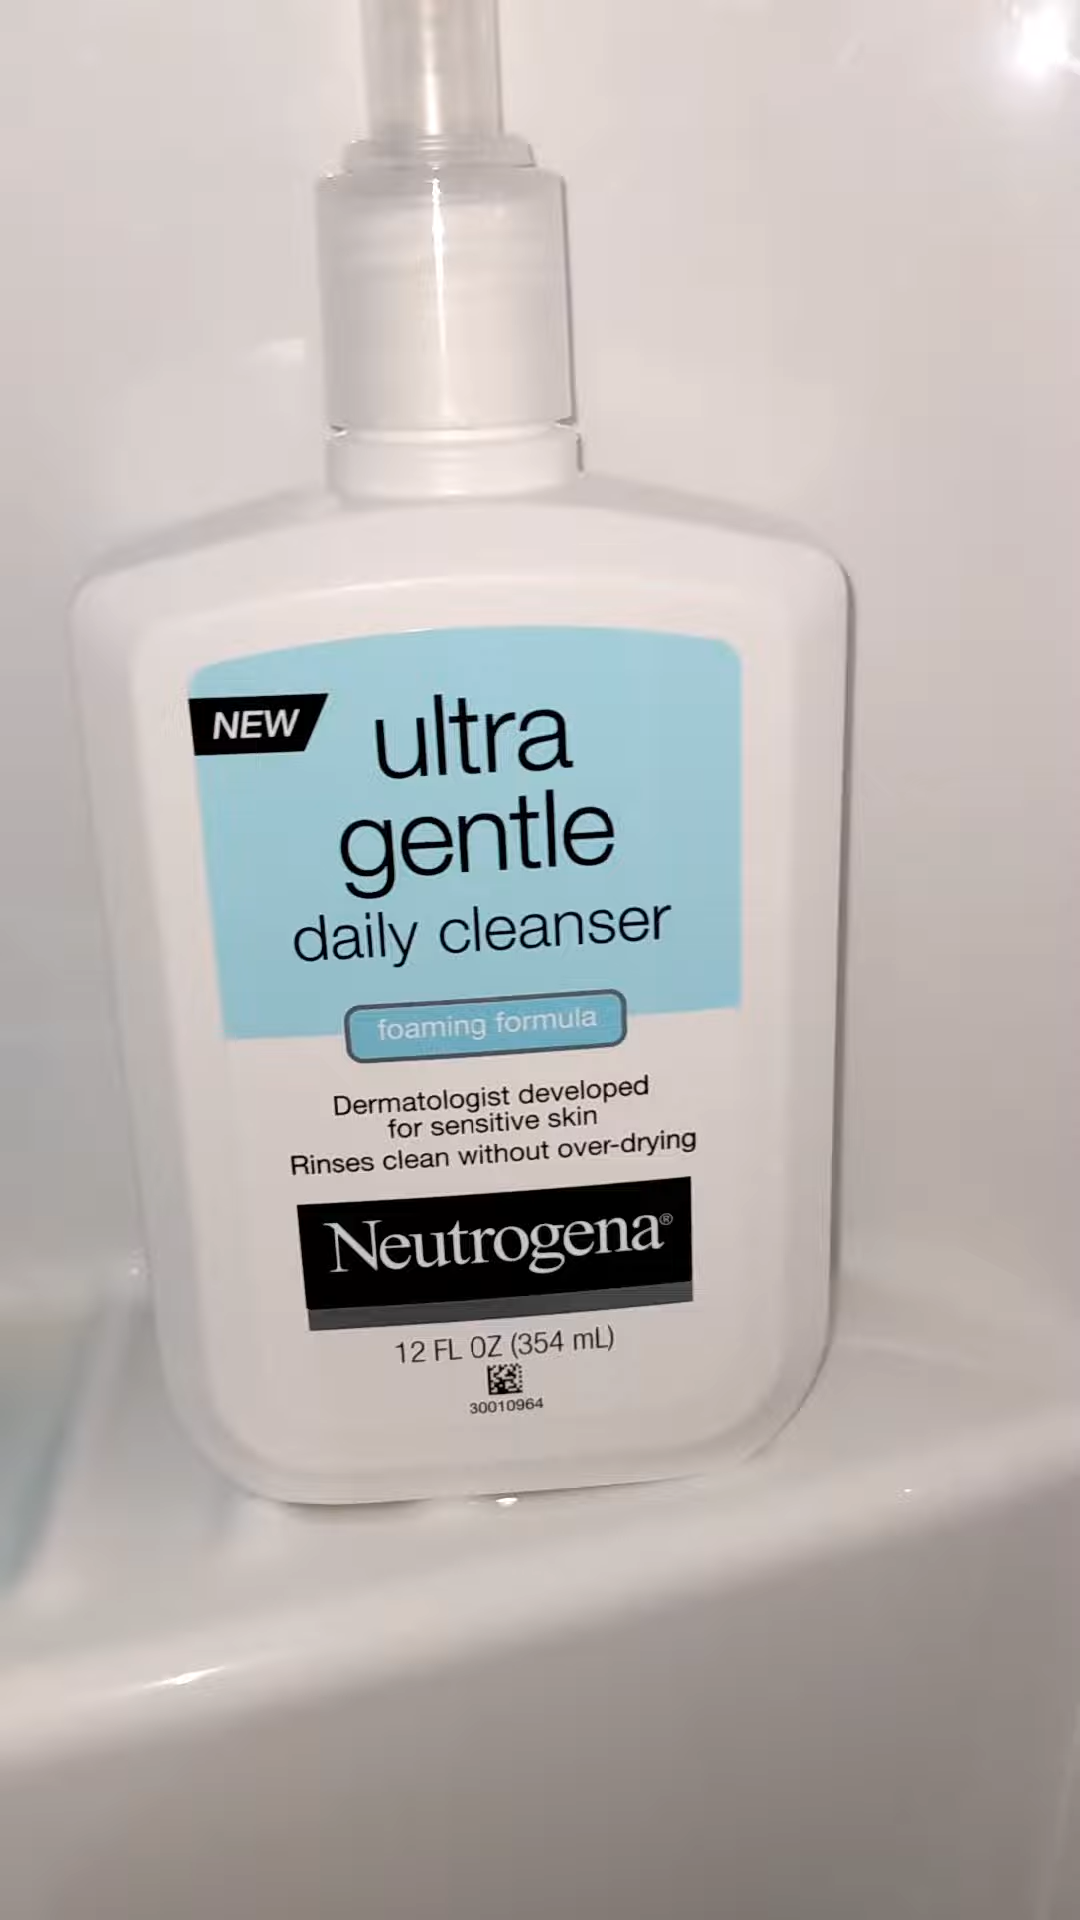 NEW
ultra
gentle
daily cleanser
foaming formula
Dermatologist developed
for sensitive skin
Rinses clean without over-drying
Neutrogena®
12 FL OZ (354 mL)
30010964